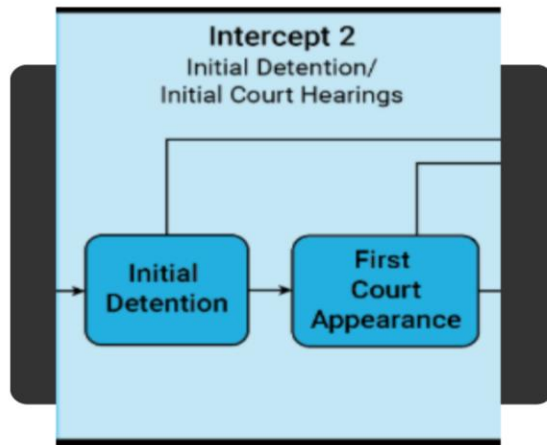 Intercept 2
Initial Detention/
Initial Court Hearings
Initial
Detention
First
Court
Appearance